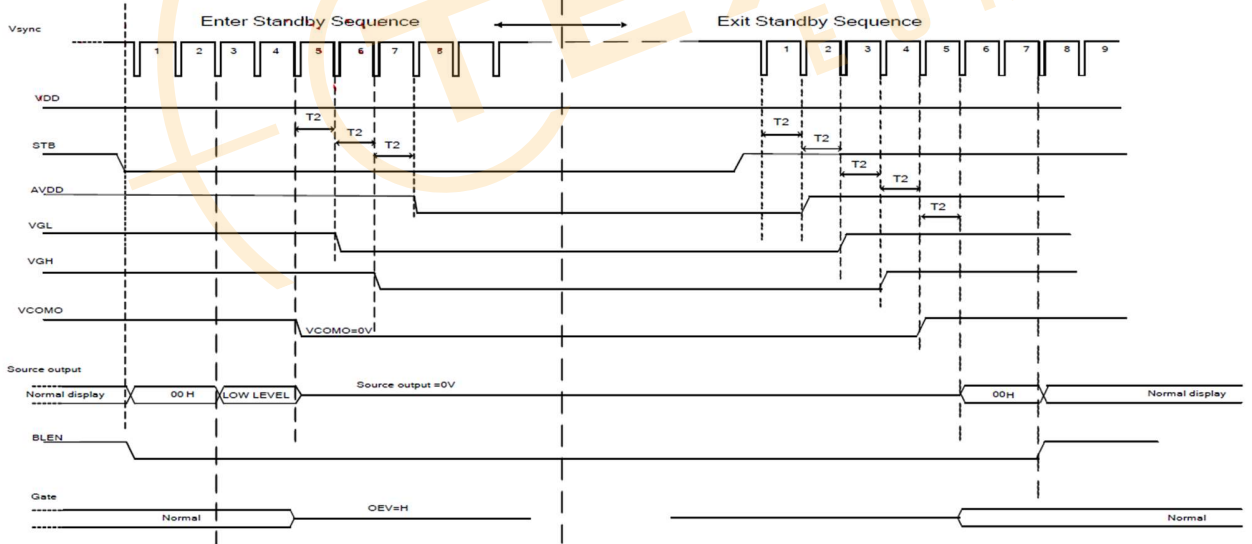 Enter Standby Sequence
Exit Standby Sequence
Vsync
1 2 3 4 5 6 7 8
1 2 3 4 5 6 7 8 9
VDD
T2
T2
T2
T2
T2
T2
T2
T2
STB
AVDD
VGL
VGH
VCOMO
VCOMO=0V
Source output
Normal display
00 H
LOW LEVEL
Source output =0V
00H
Normal display
BLEN
Gate
Normal
OEV=H
Normal